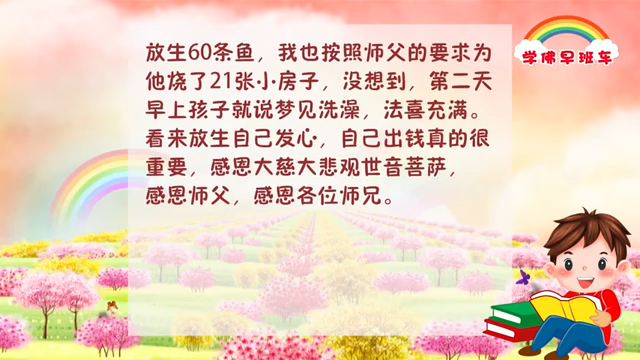 学佛早班车
放生60条鱼，我也按照师父的要求为
他烧了21张小房子，没想到，第二天
早上孩子就说梦见洗澡，法喜充满。
看来放生自己发心，自己出钱真的很
重要，感恩大慈大悲观世音菩萨，
感恩师父，感恩各位师兄。